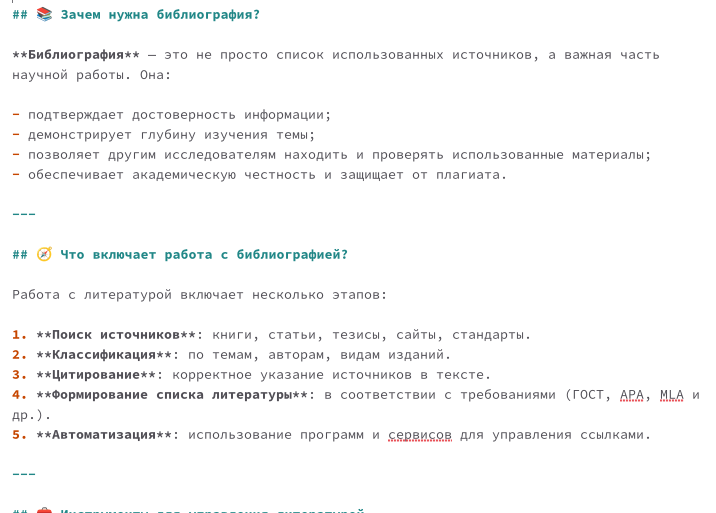 ## 📚 Зачем нужна библиография?
**Библиография** — это не просто список использованных источников, а важная часть
научной работы. Она:
- подтверждает достоверность информации;
- демонстрирует глубину изучения темы;
- позволяет другим исследователям находить и проверять использованные материалы;
- обеспечивает академическую честность и защищает от плагиата.
---
## 🧭 Что включает работа с библиографией?
Работа с литературой включает несколько этапов:
1. **Поиск источников**: книги, статьи, тезисы, сайты, стандарты.
2. **Классификация**: по темам, авторам, видам изданий.
3. **Цитирование**: корректное указание источников в тексте.
4. **Формирование списка литературы**: в соответствии с требованиями (ГОСТ, APA, MLA и
др.).
5. **Автоматизация**: использование программ и сервисов для управления ссылками.
---
## 🧰 Инструменты для управления литературой